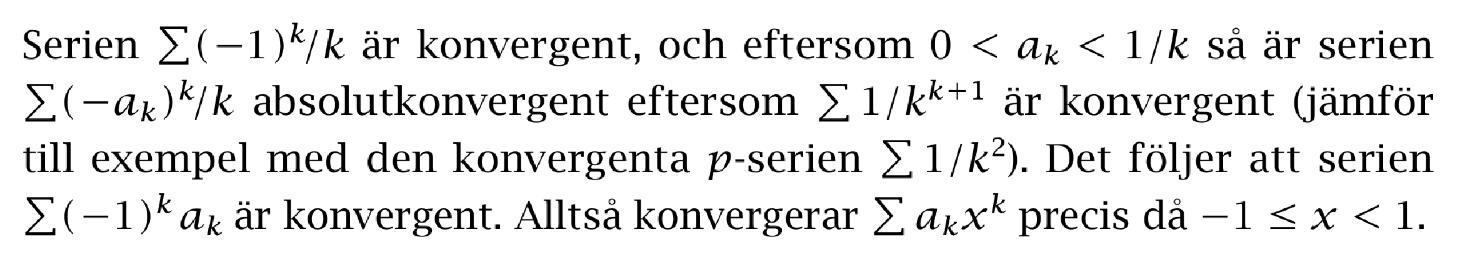 Serien ∑(−1)^k/k är konvergent, och eftersom 0 < a_k < 1/k så är serien
∑(−a_k)^k/k absolutkonvergent eftersom ∑ 1/k^{k+1} är konvergent (jämför
till exempel med den konvergenta p-serien ∑ 1/k^2). Det följer att serien
∑(−1)^k a_k är konvergent. Alltså konvergerar ∑ a_k x^k precis då −1 ≤ x < 1.